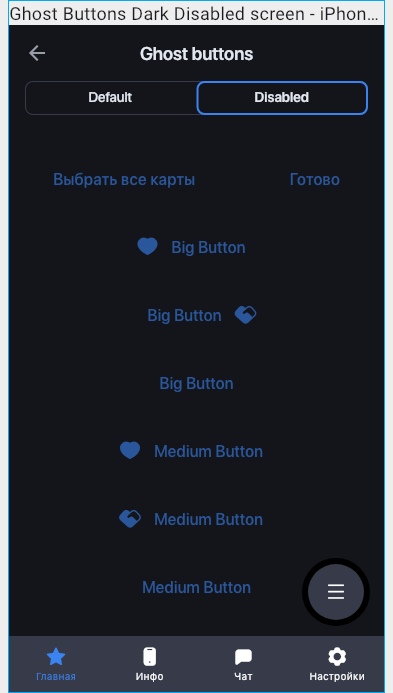 Ghost Buttons Dark Disabled screen - iPhon...
Ghost buttons
Default Disabled
Выбрать все карты Готово
Big Button
Big Button
Big Button
Medium Button
Medium Button
Medium Button
Главная Инфо Чат Настройки